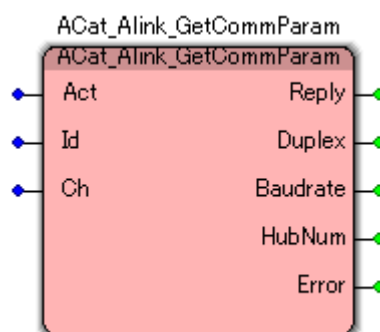 ACat_Alink_GetCommParam
ACat_Alink_GetCommParam
Act Reply
Id Duplex
Ch Baudrate
HubNum
Error